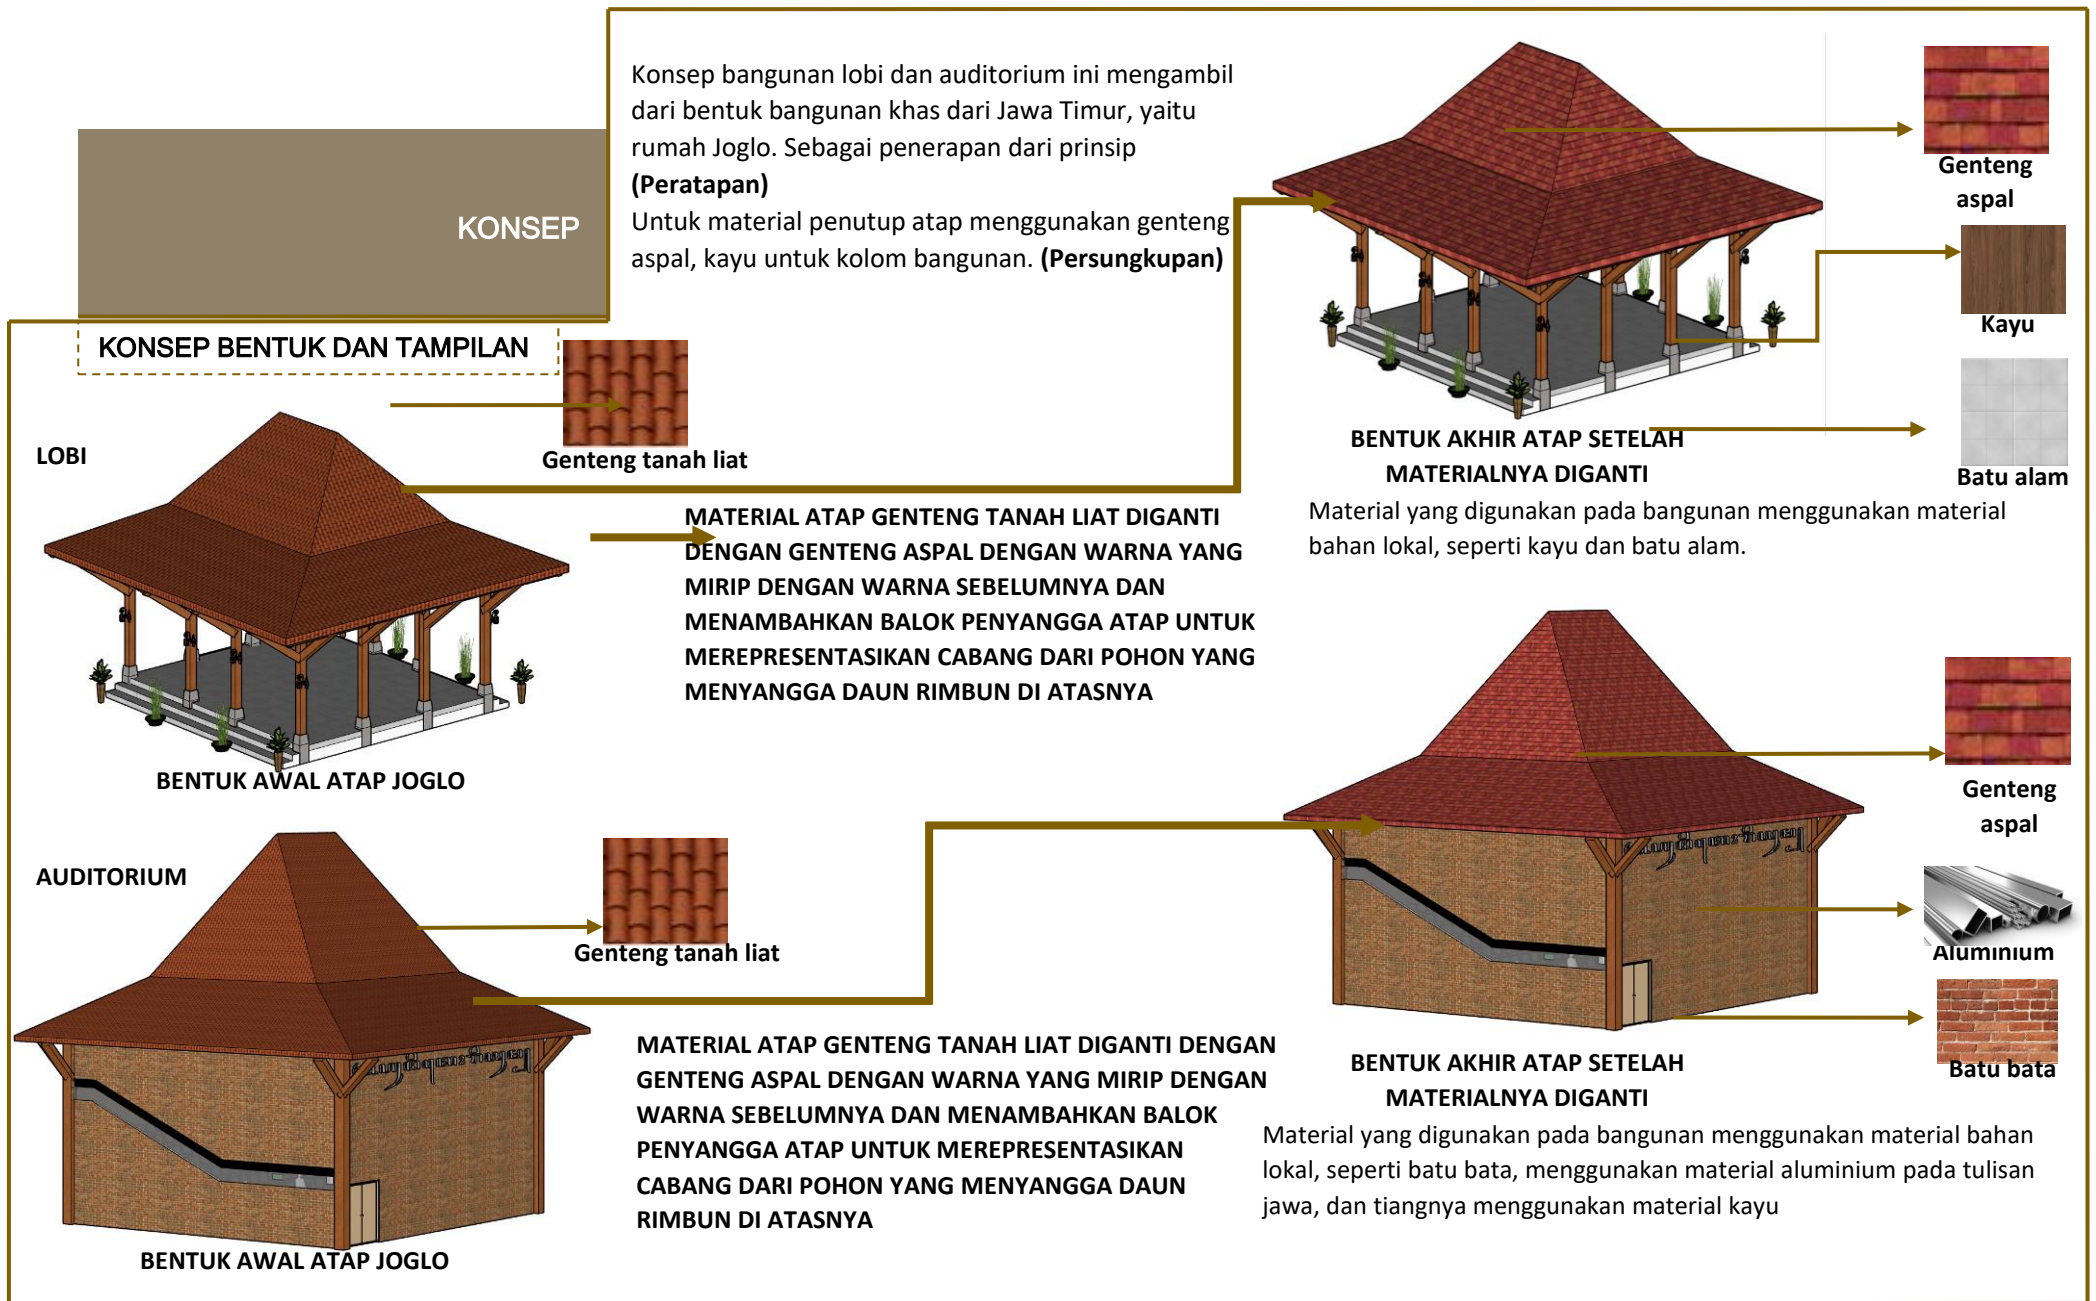 Konsep bangunan lobi dan auditorium ini mengambil
dari bentuk bangunan khas dari Jawa Timur, yaitu
rumah Joglo. Sebagai penerapan dari prinsip
(Peratapan)
Untuk material penutup atap menggunakan genteng
aspal, kayu untuk kolom bangunan. (Persungkupan)
KONSEP
KONSEP BENTUK DAN TAMPILAN
LOBI
Genteng tanah liat
BENTUK AWAL ATAP JOGLO
MATERIAL ATAP GENTENG TANAH LIAT DIGANTI
DENGAN GENTENG ASPAL DENGAN WARNA YANG
MIRIP DENGAN WARNA SEBELUMNYA DAN
MENAMBAHKAN BALOK PENYANGGA ATAP UNTUK
MEREPRESENTASIKAN CABANG DARI POHON YANG
MENYANGGA DAUN RIMBUN DI ATASNYA
Genteng
aspal
Kayu
Batu alam
BENTUK AKHIR ATAP SETELAH
MATERIALNYA DIGANTI
Material yang digunakan pada bangunan menggunakan material
bahan lokal, seperti kayu dan batu alam.
AUDITORIUM
Genteng tanah liat
BENTUK AWAL ATAP JOGLO
MATERIAL ATAP GENTENG TANAH LIAT DIGANTI DENGAN
GENTENG ASPAL DENGAN WARNA YANG MIRIP DENGAN
WARNA SEBELUMNYA DAN MENAMBAHKAN BALOK
PENYANGGA ATAP UNTUK MEREPRESENTASIKAN
CABANG DARI POHON YANG MENYANGGA DAUN
RIMBUN DI ATASNYA
Genteng
aspal
Aluminium
Batu bata
BENTUK AKHIR ATAP SETELAH
MATERIALNYA DIGANTI
Material yang digunakan pada bangunan menggunakan material bahan
lokal, seperti batu bata, menggunakan material aluminium pada tulisan
jawa, dan tiangnya menggunakan material kayu